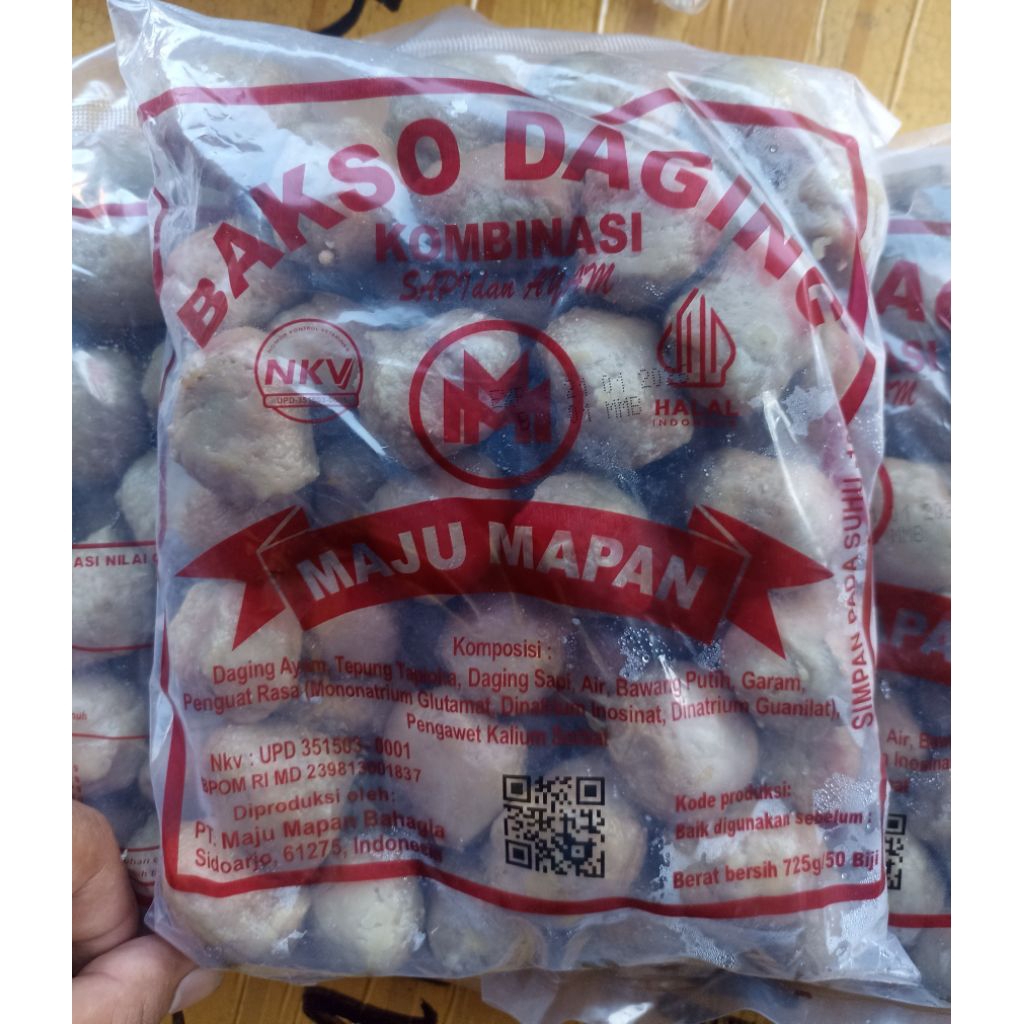 BAKSO DAGING
KOMBINASI
SAPI dan AYAM
NKV
MM
HALAL
INDONESIA
MAJU MAPAN
SIMPAN PADA SUHU
Komposisi :
Daging Ayam, Tepung Tapioka, Daging Sapi, Air, Bawang Putih, Garam,
Penguat Rasa (Mononatrium Glutamat, Dinatrium Inosinat, Dinatrium Guanilat),
Pengawet Kalium Sorbat
Nkv : UPD 351503-0001
BPOM RI MD 239813001837
Diproduksi oleh:
PT. Maju Mapan Bahagia
Sidoarjo, 61275, Indonesia
Kode produksi:
Baik digunakan sebelum :
Berat bersih 725g/50 Biji
ASI NILAI